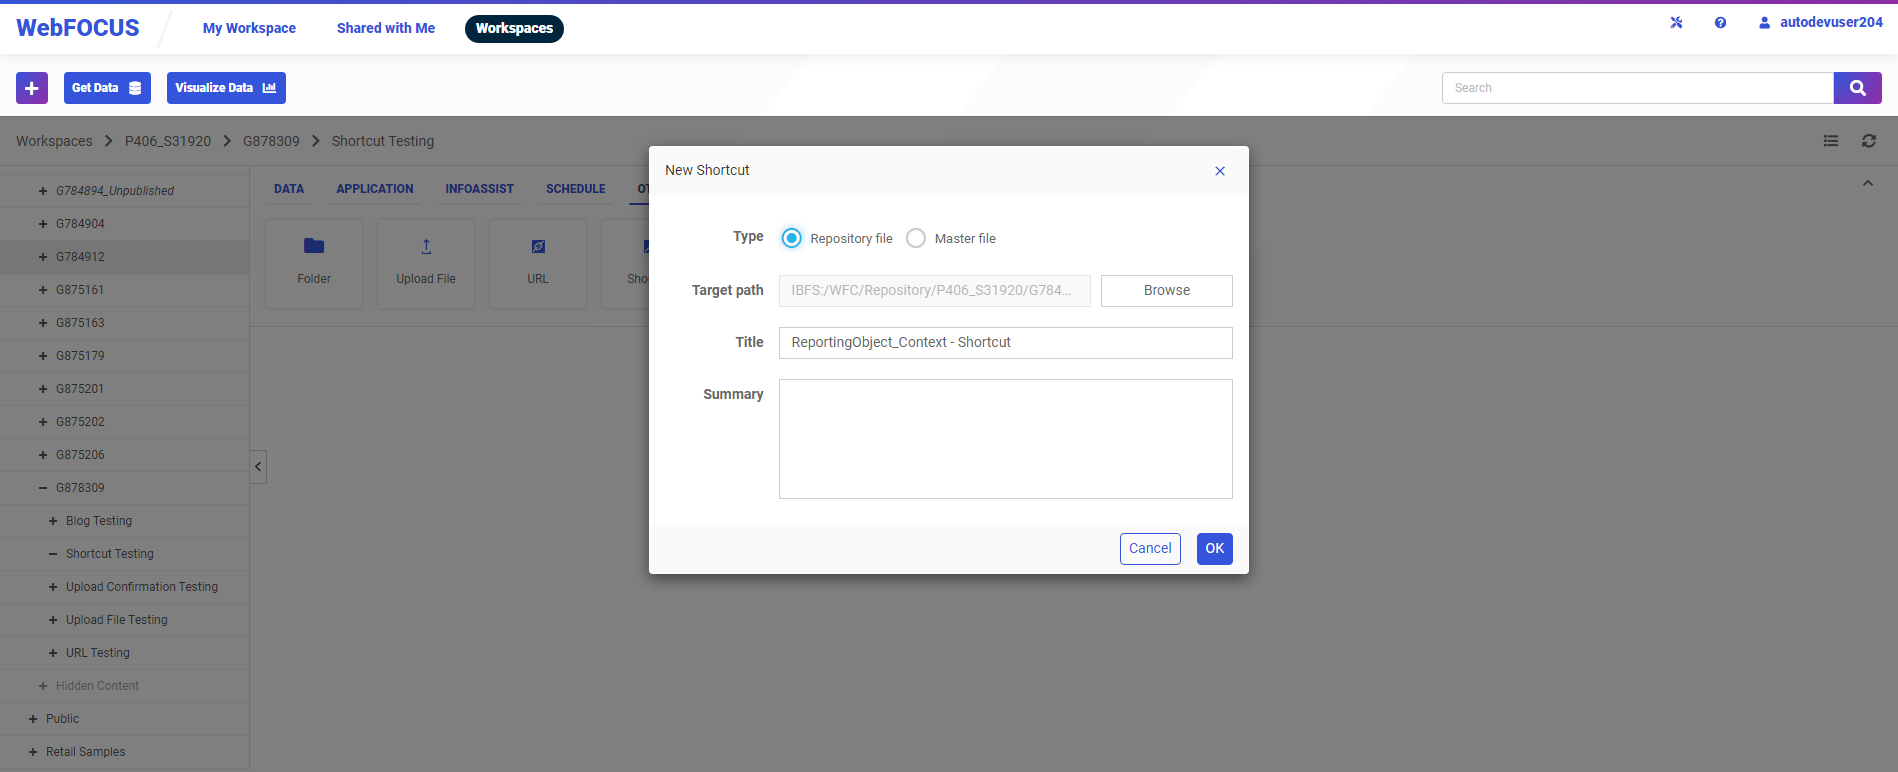 WebFOCUS
My Workspace
Shared with Me
Workspaces
autodevuser204
Get Data
Visualize Data
Search
Workspaces > P406_S31920 > G878309 > Shortcut Testing
G784894_Unpublished
G784904
G784912
G875161
G875163
G875179
G875201
G875202
G875206
G878309
Blog Testing
Shortcut Testing
Upload Confirmation Testing
Upload File Testing
URL Testing
Hidden Content
Public
Retail Samples
DATA
APPLICATION
INFOASSIST
SCHEDULE
Folder
Upload File
URL
New Shortcut
Type
Repository file
Master file
Target path
IBFS:/WFC/Repository/P406_S31920/G784...
Browse
Title
ReportingObject_Context - Shortcut
Summary
Cancel
OK